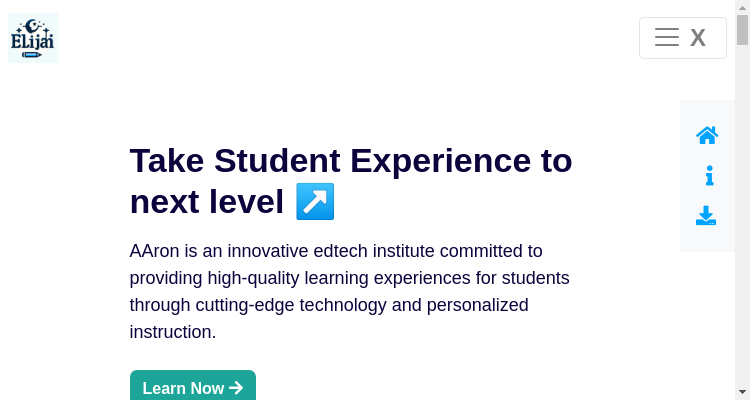 ELijai
X
Take Student Experience to
next level ↗
AAron is an innovative edtech institute committed to
providing high-quality learning experiences for students
through cutting-edge technology and personalized
instruction.
Learn Now →